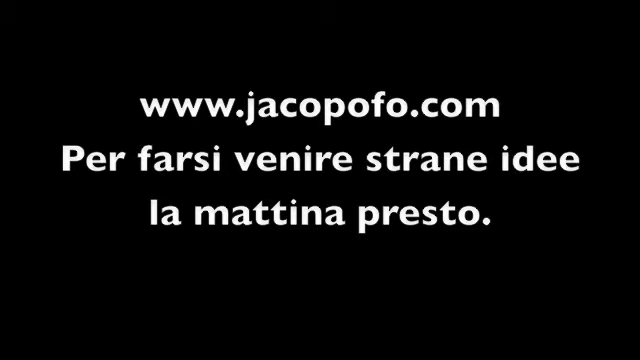 www.jacopofo.com
Per farsi venire strane idee
la mattina presto.